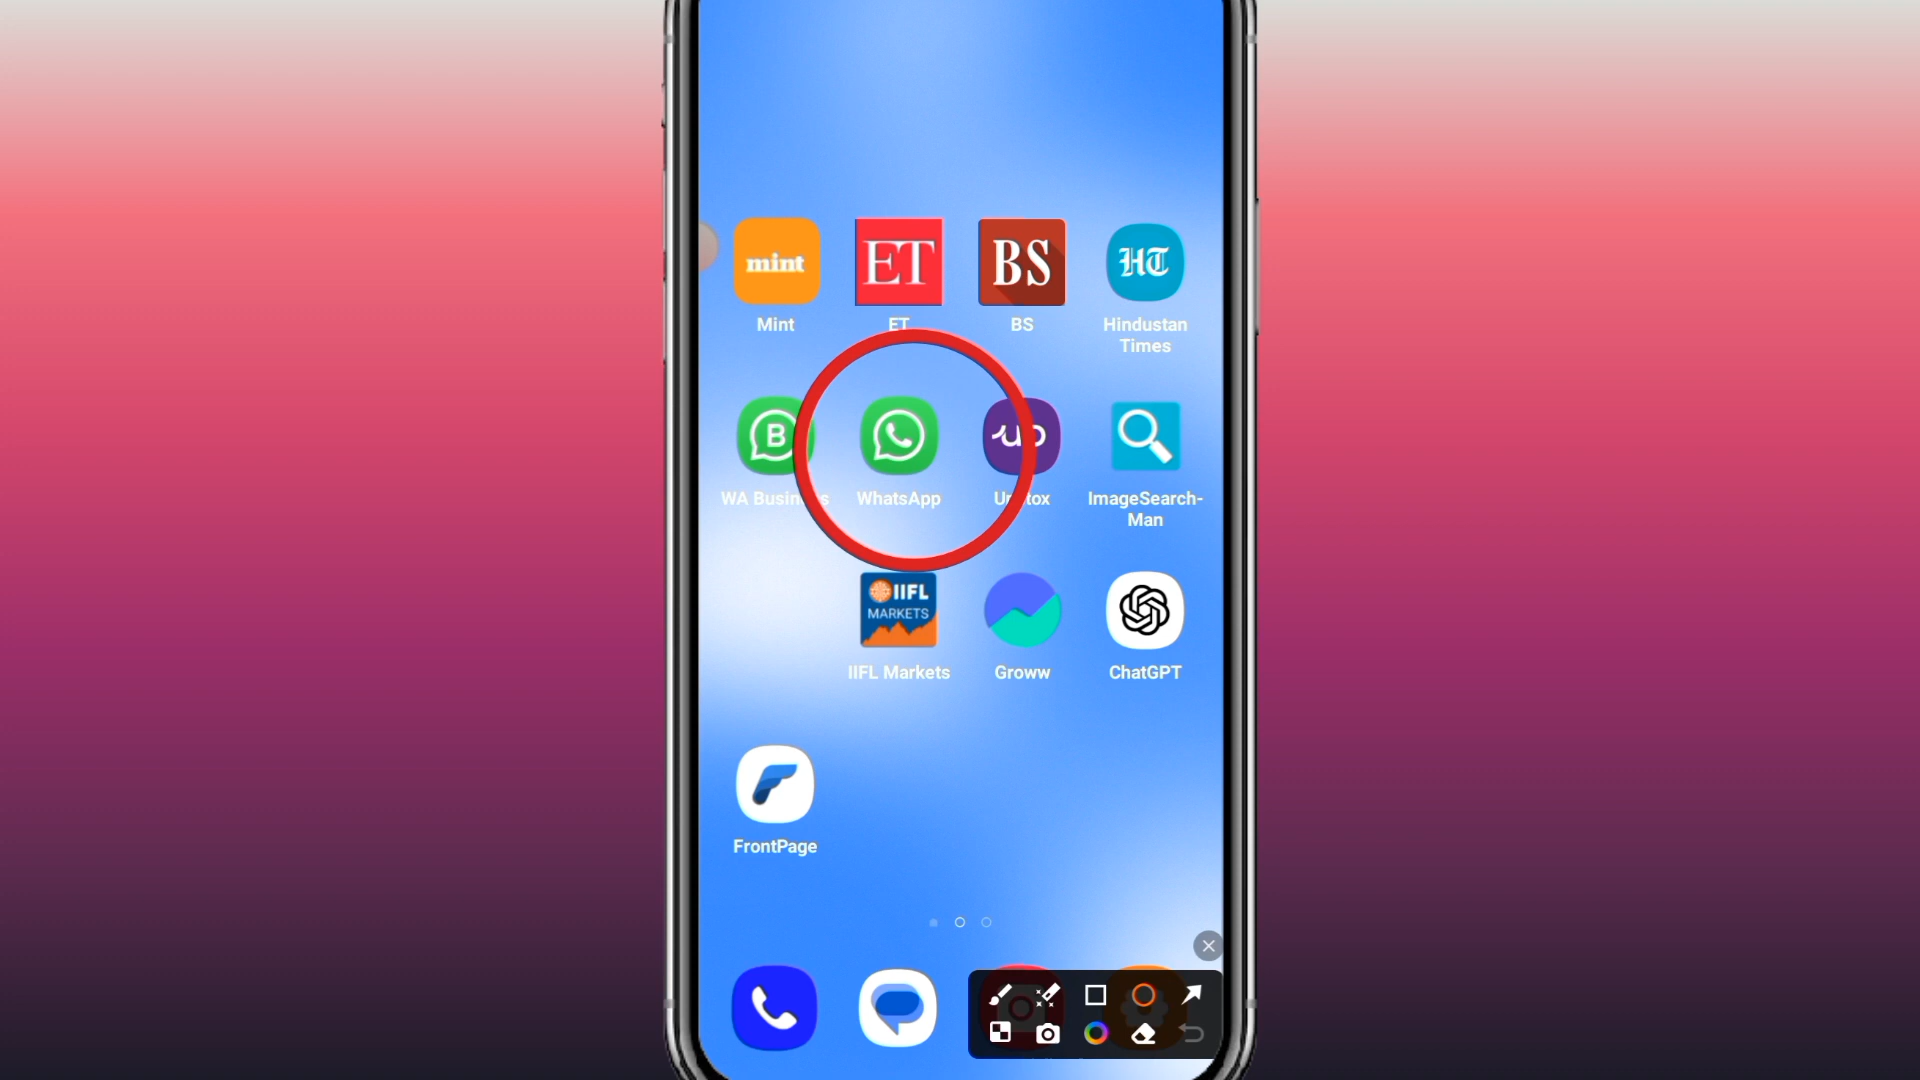 mint
ET
BS
HT
Mint
ET
BS
Hindustan
Times
B
up
WhatsApp
ImageSearch-
Man
IIFL
MARKETS
IIFL Markets
Groww
ChatGPT
FrontPage